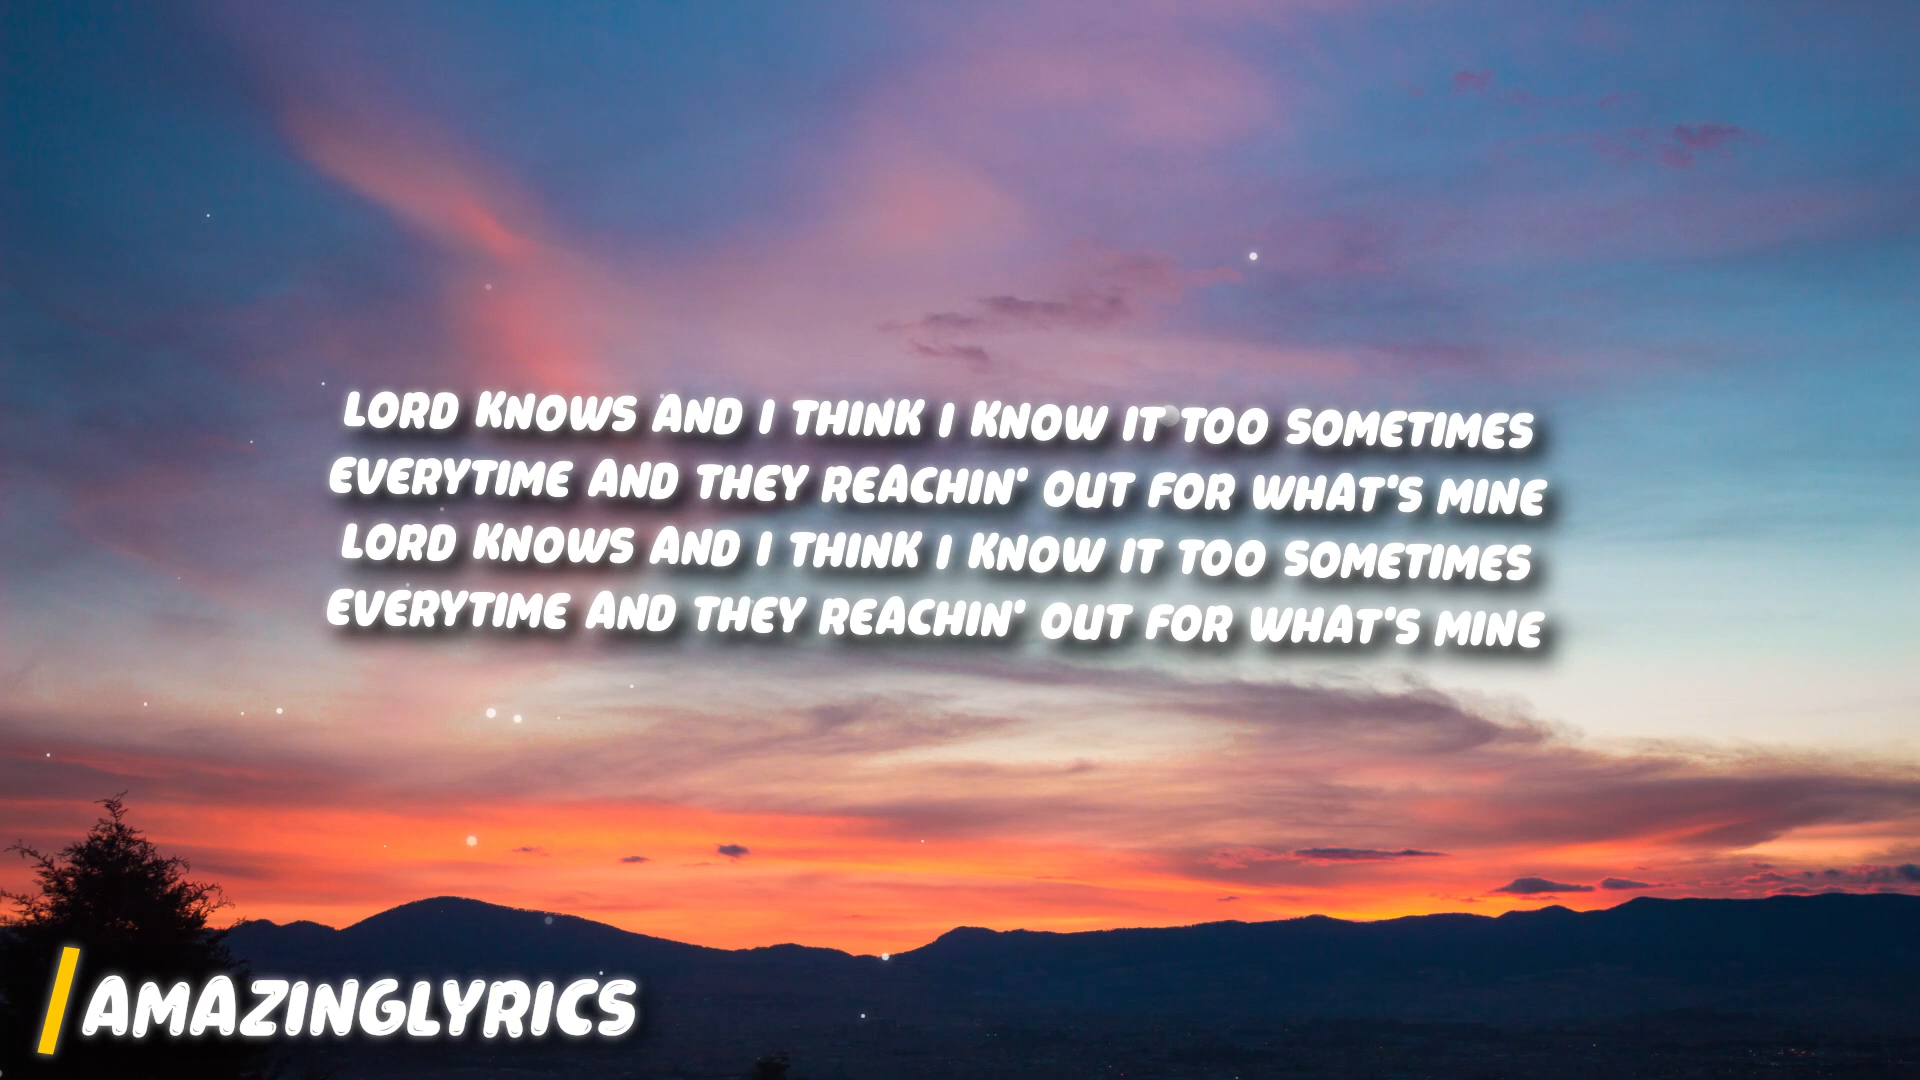 LORD KNOWS AND I THINK I KNOW IT TOO SOMETIMES
EVERYTIME AND THEY REACHIN' OUT FOR WHAT'S MINE
LORD KNOWS AND I THINK I KNOW IT TOO SOMETIMES
EVERYTIME AND THEY REACHIN' OUT FOR WHAT'S MINE
AMAZINGLYRICS